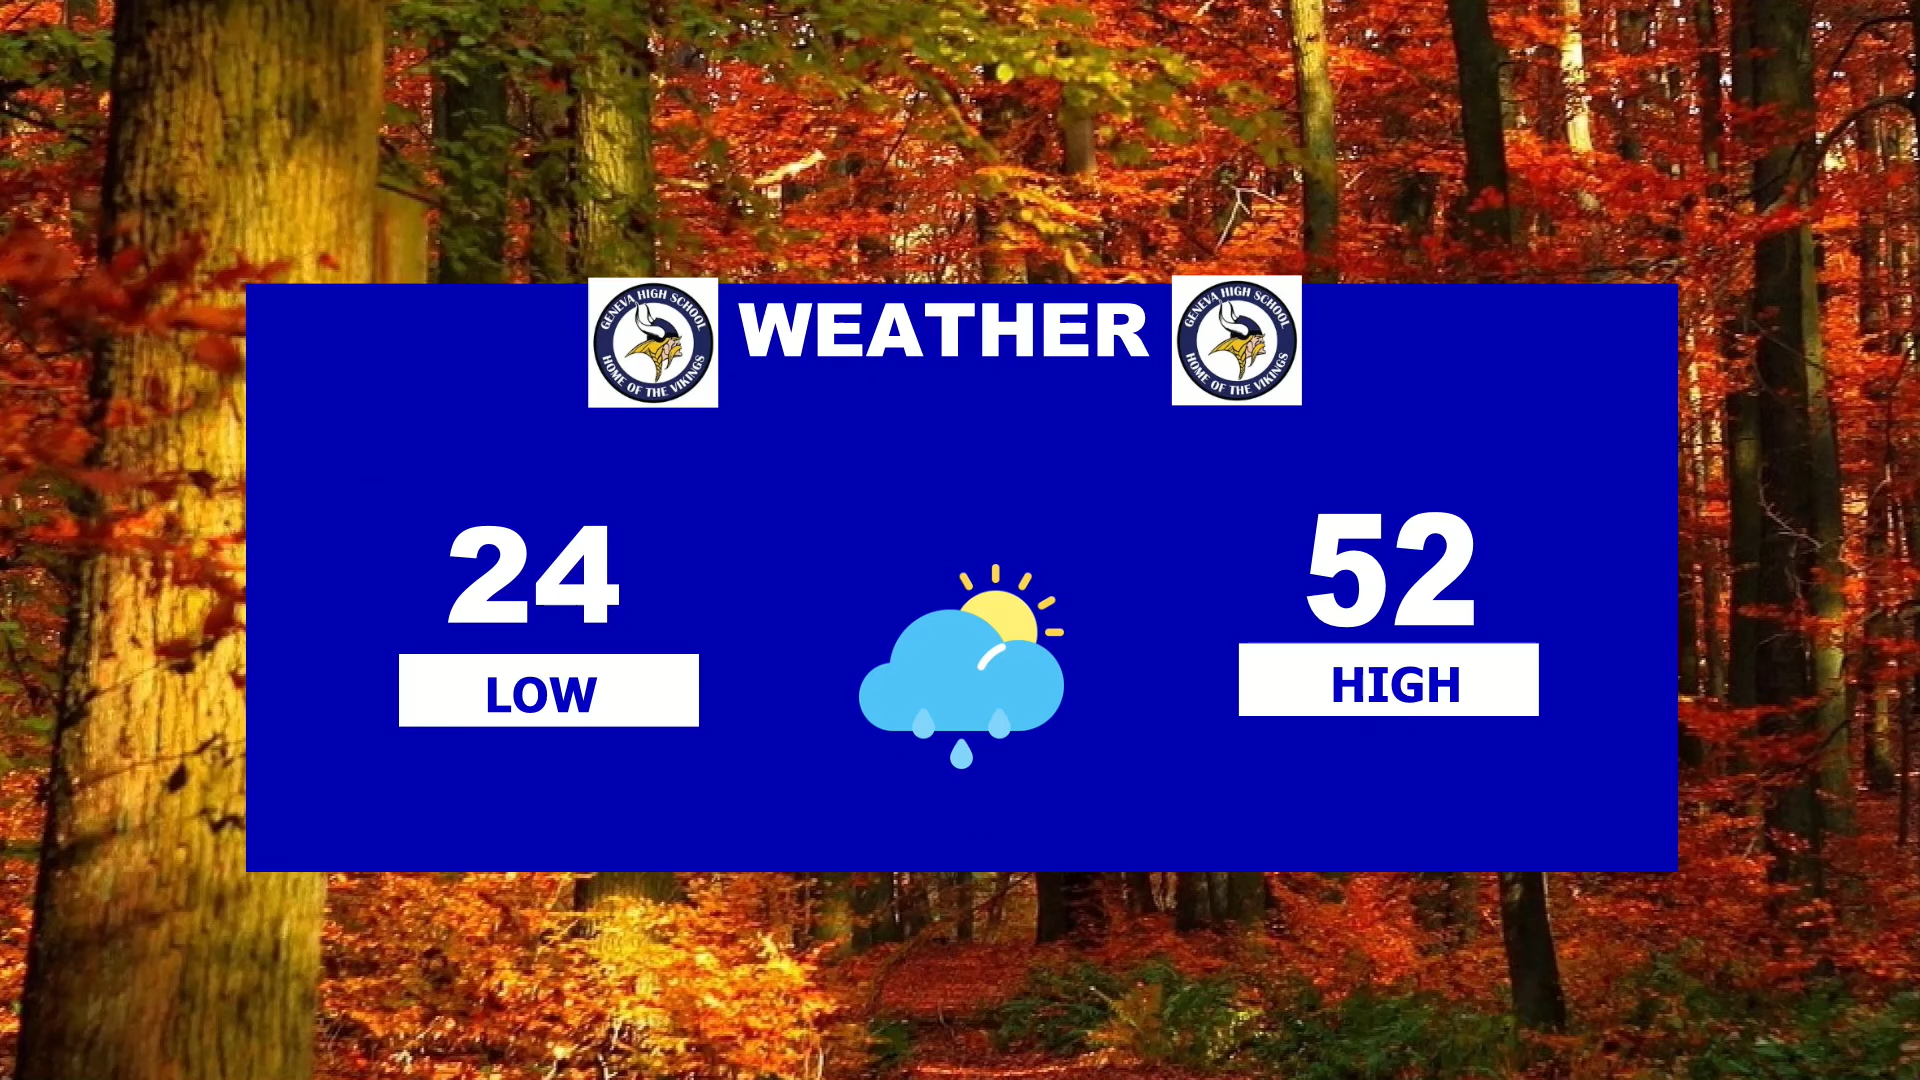 GENEVA HIGH SCHOOL
HOME OF THE VIKINGS
WEATHER
GENEVA HIGH SCHOOL
HOME OF THE VIKINGS
24
LOW
52
HIGH